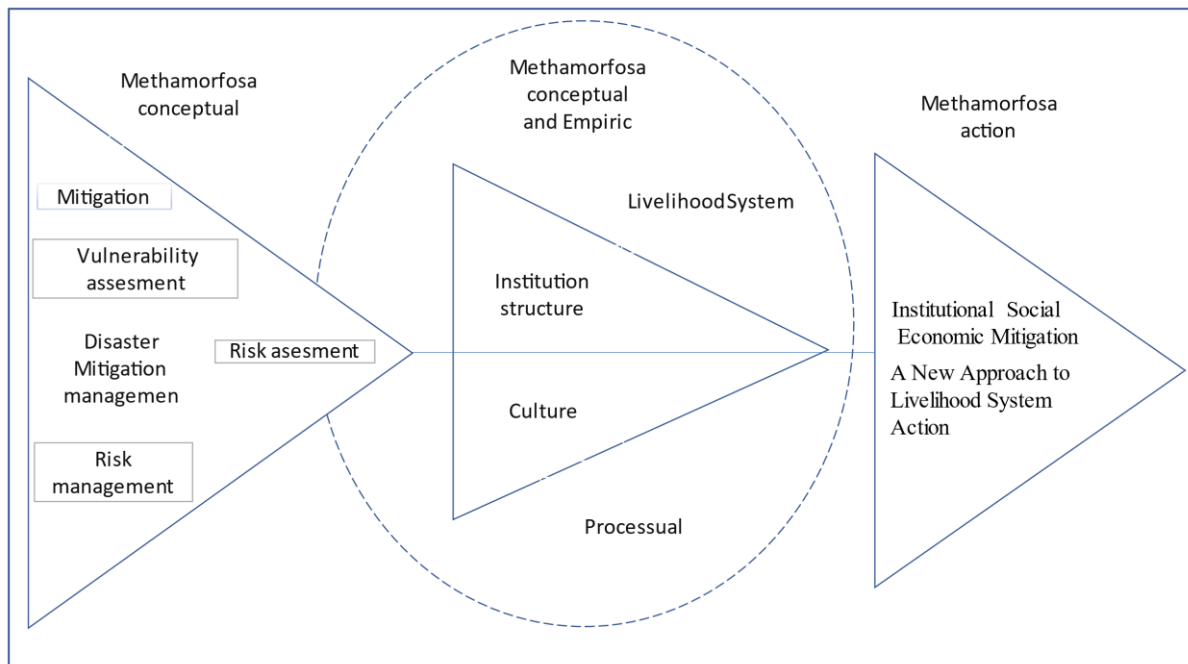 Methamorfosa
conceptual
Mitigation
Vulnerability
assesment
Disaster
Mitigation
managemen
Risk asesment
Risk
management
Methamorfosa
conceptual
and Empiric
LivelihoodSystem
Institution
structure
Culture
Processual
Methamorfosa
action
Institutional Social
Economic Mitigation
A New Approach to
Livelihood System
Action